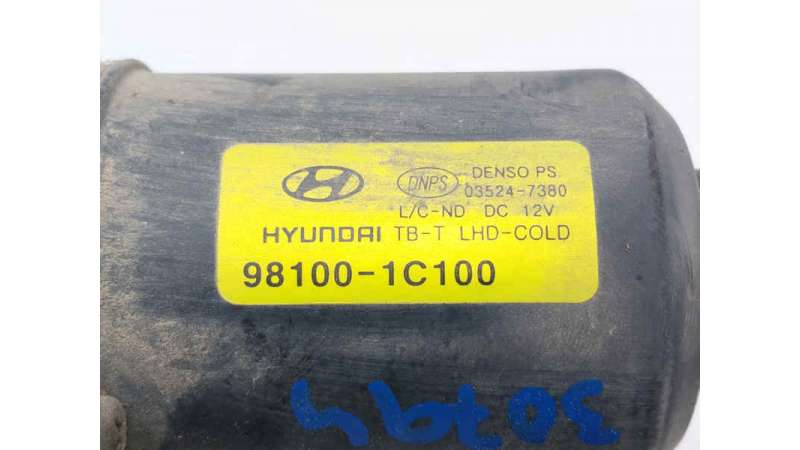 DNPS DENSO PS.
03524-7380
L/C-ND DC 12V
HYUNDAI TB-T LHD-COLD
98100-1C100
30794